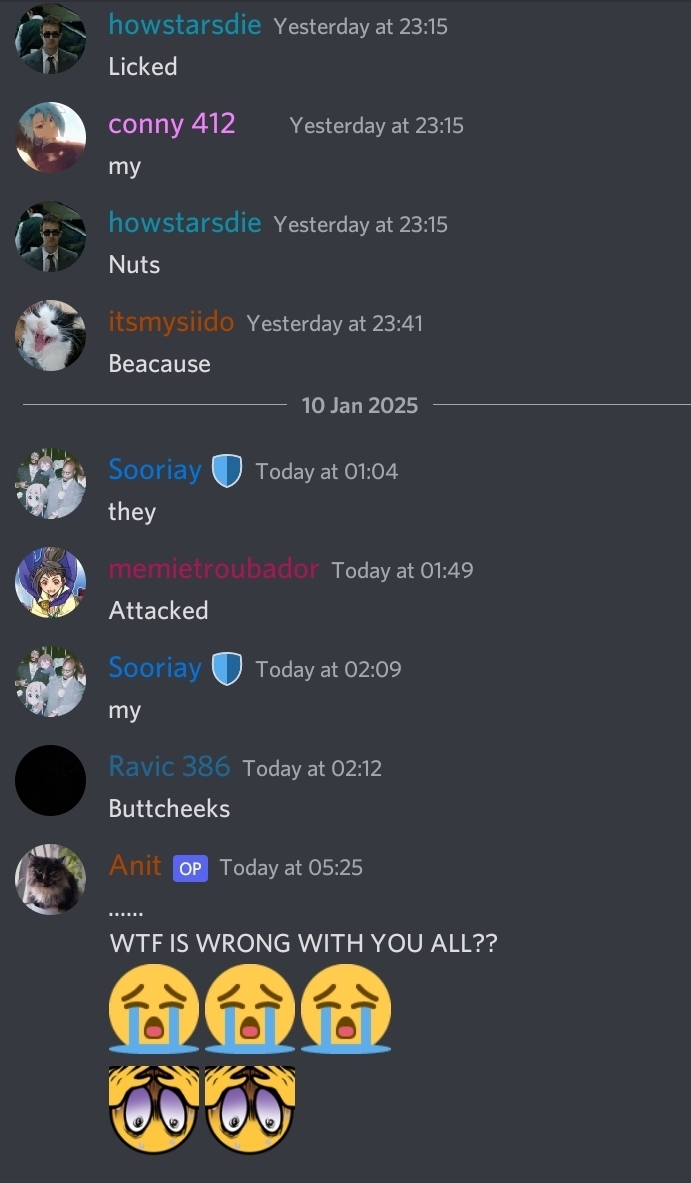 howstarsdie Yesterday at 23:15
Licked
conny 412 Yesterday at 23:15
my
howstarsdie Yesterday at 23:15
Nuts
itsmysiido Yesterday at 23:41
Beacause
10 Jan 2025
Sooriay Today at 01:04
they
memietroubador Today at 01:49
Attacked
Sooriay Today at 02:09
my
Ravic 386 Today at 02:12
Buttcheeks
Anit OP Today at 05:25
......
WTF IS WRONG WITH YOU ALL??